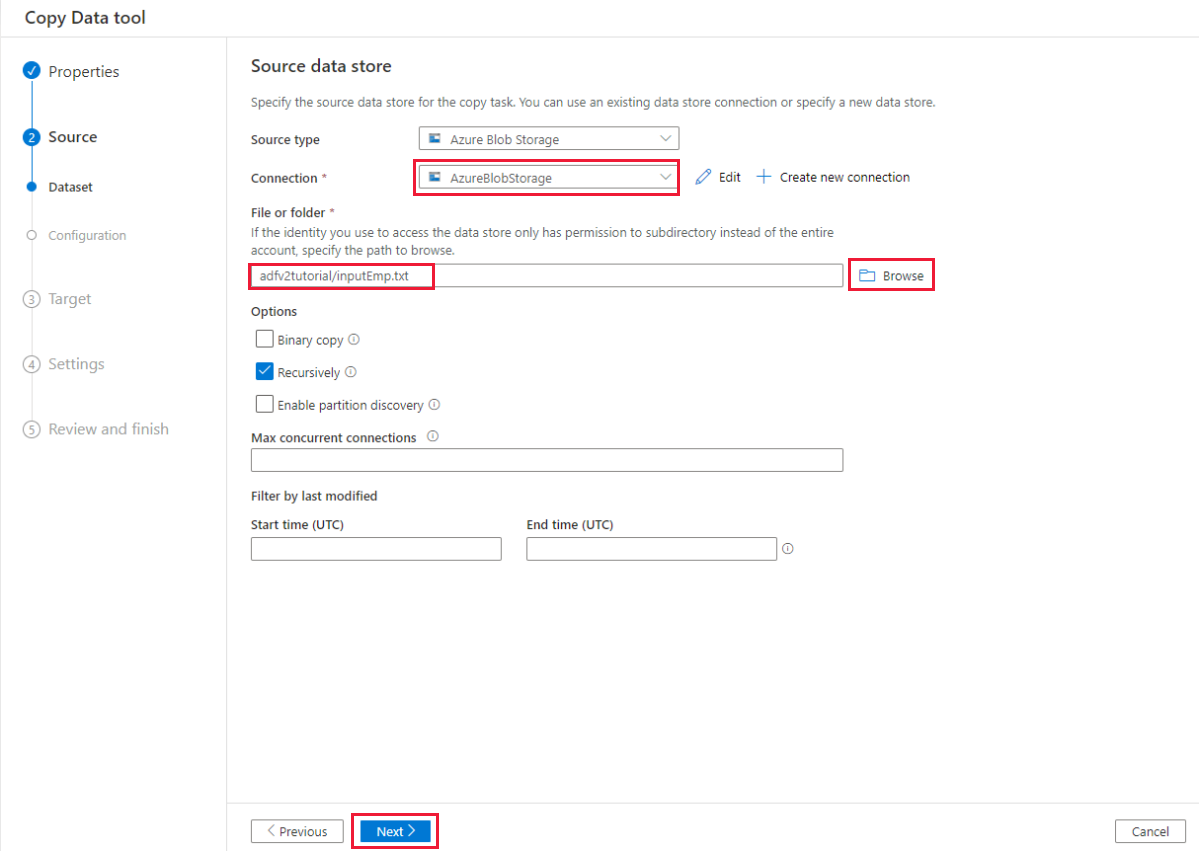 Copy Data tool
Properties
2 Source
Dataset
Configuration
3 Target
4 Settings
5 Review and finish
Source data store
Specify the source data store for the copy task. You can use an existing data store connection or specify a new data store.
Source type Azure Blob Storage
Connection * AzureBlobStorage Edit Create new connection
File or folder *
If the identity you use to access the data store only has permission to subdirectory instead of the entire
account, specify the path to browse.
adfv2tutorial/inputEmp.txt Browse
Options
Binary copy
Recursively
Enable partition discovery
Max concurrent connections
Filter by last modified
Start time (UTC) End time (UTC)
Previous Next Cancel